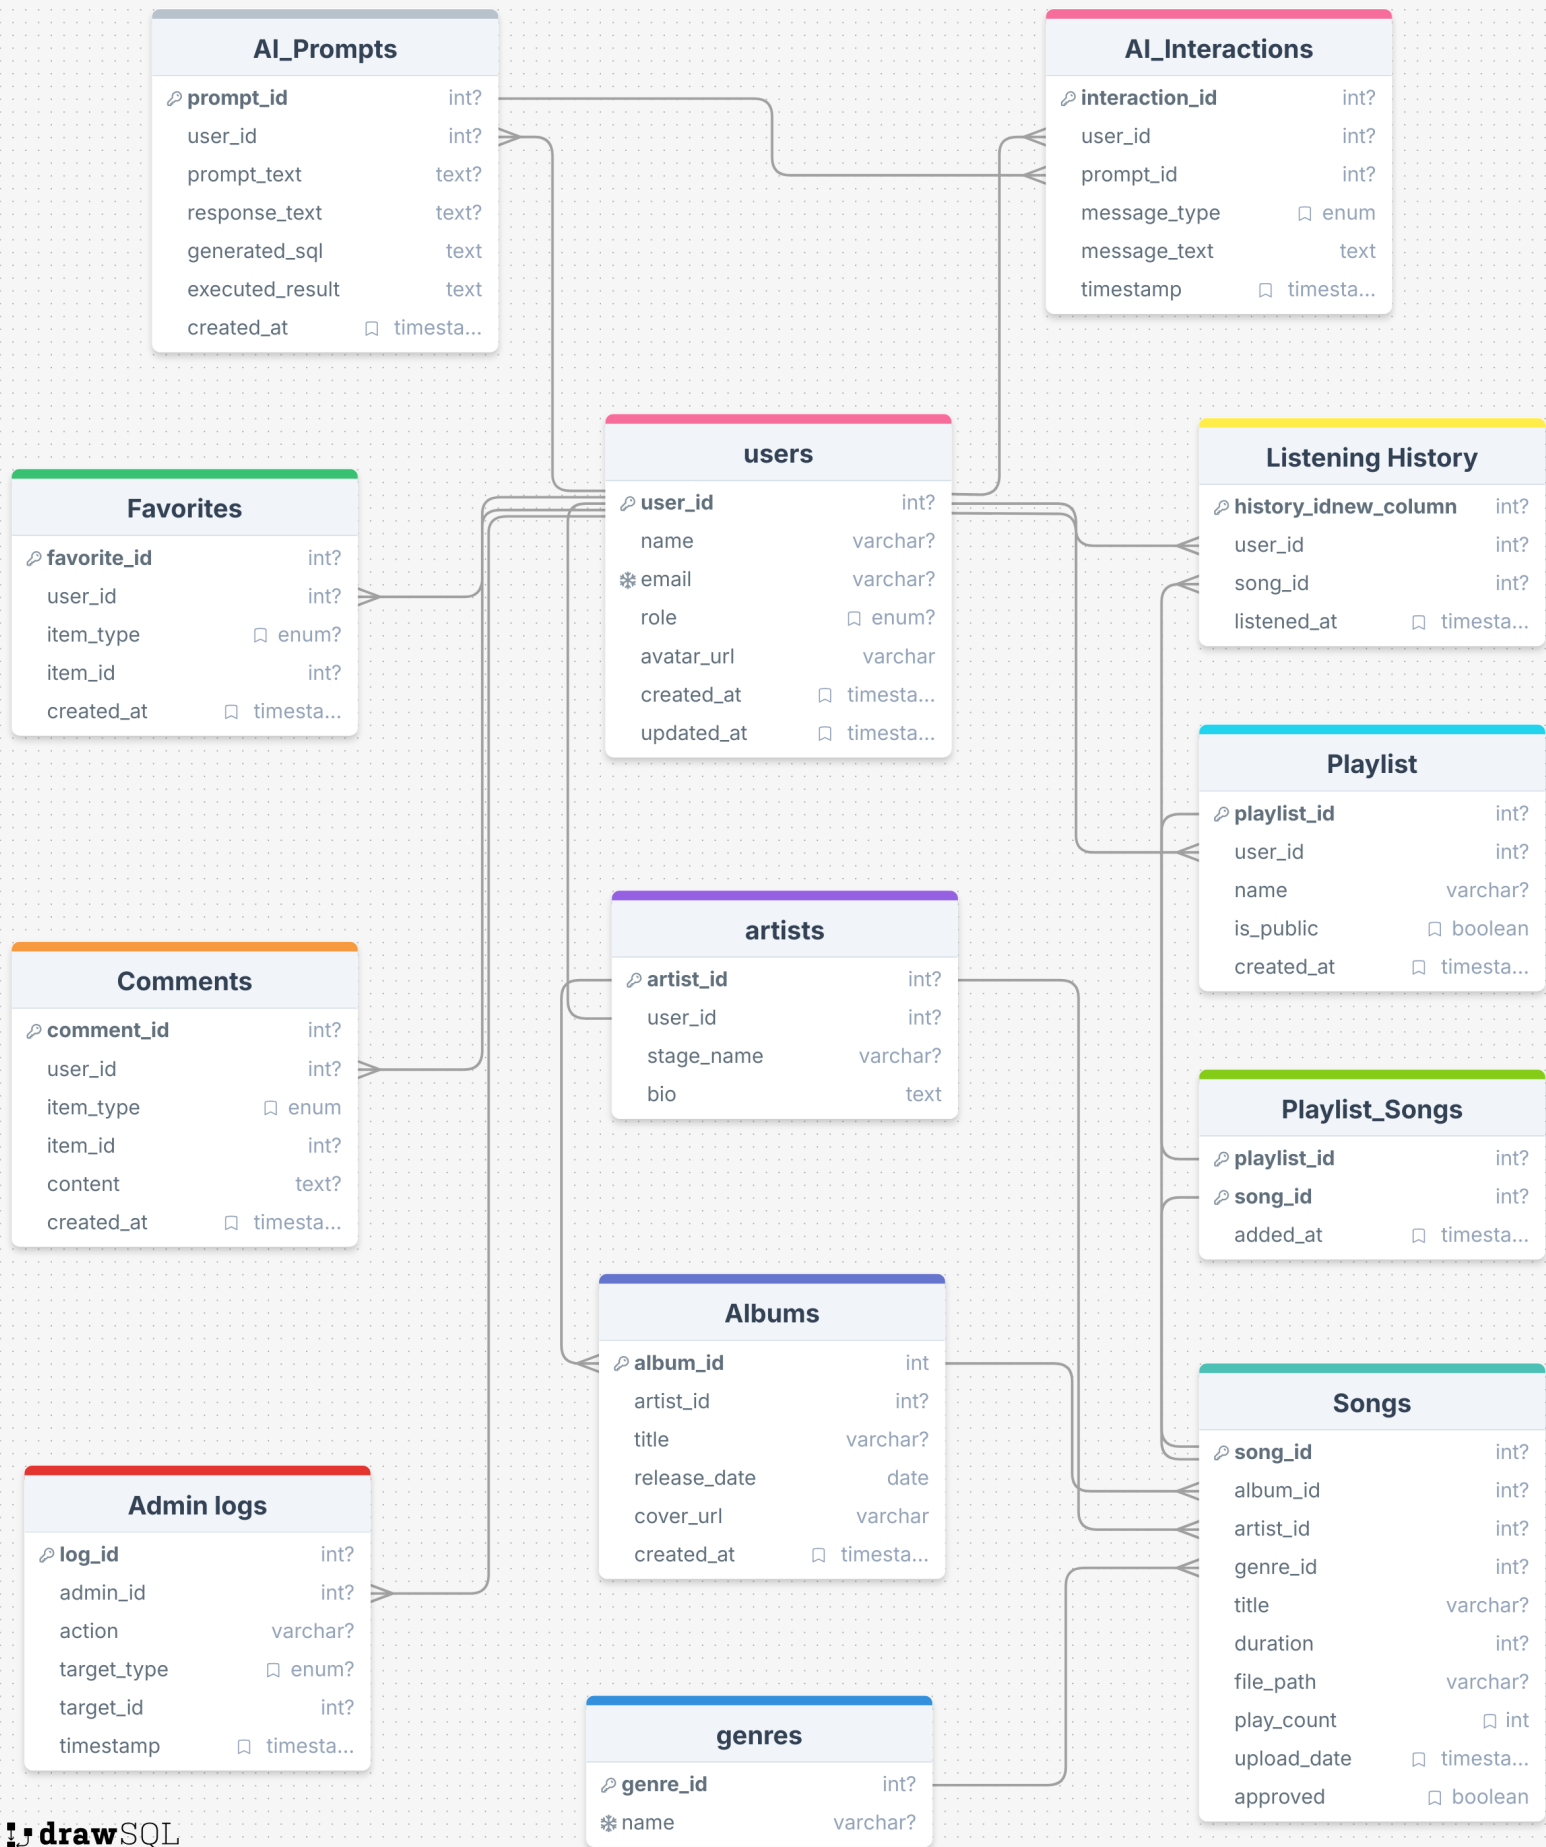 AI_Prompts
prompt_id int?
user_id int?
prompt_text text?
response_text text?
generated_sql text
executed_result text
created_at timesta...
AI_Interactions
interaction_id int?
user_id int?
prompt_id int?
message_type enum
message_text text
timestamp timesta...
users
user_id int?
name varchar?
email varchar?
role enum?
avatar_url varchar
created_at timesta...
updated_at timesta...
Listening History
history_idnew_column int?
user_id int?
song_id int?
listened_at timesta...
Favorites
favorite_id int?
user_id int?
item_type enum?
item_id int?
created_at timesta...
Playlist
playlist_id int?
user_id int?
name varchar?
is_public boolean
created_at timesta...
artists
artist_id int?
user_id int?
stage_name varchar?
bio text
Comments
comment_id int?
user_id int?
item_type enum
item_id int?
content text?
created_at timesta...
Playlist_Songs
playlist_id int?
song_id int?
added_at timesta...
Albums
album_id int
artist_id int?
title varchar?
release_date date
cover_url varchar
created_at timesta...
Songs
song_id int?
album_id int?
artist_id int?
genre_id int?
title varchar?
duration int?
file_path varchar?
play_count int
upload_date timesta...
approved boolean
Admin logs
log_id int?
admin_id int?
action varchar?
target_type enum?
target_id int?
timestamp timesta...
genres
genre_id int?
name varchar?
drawSQL